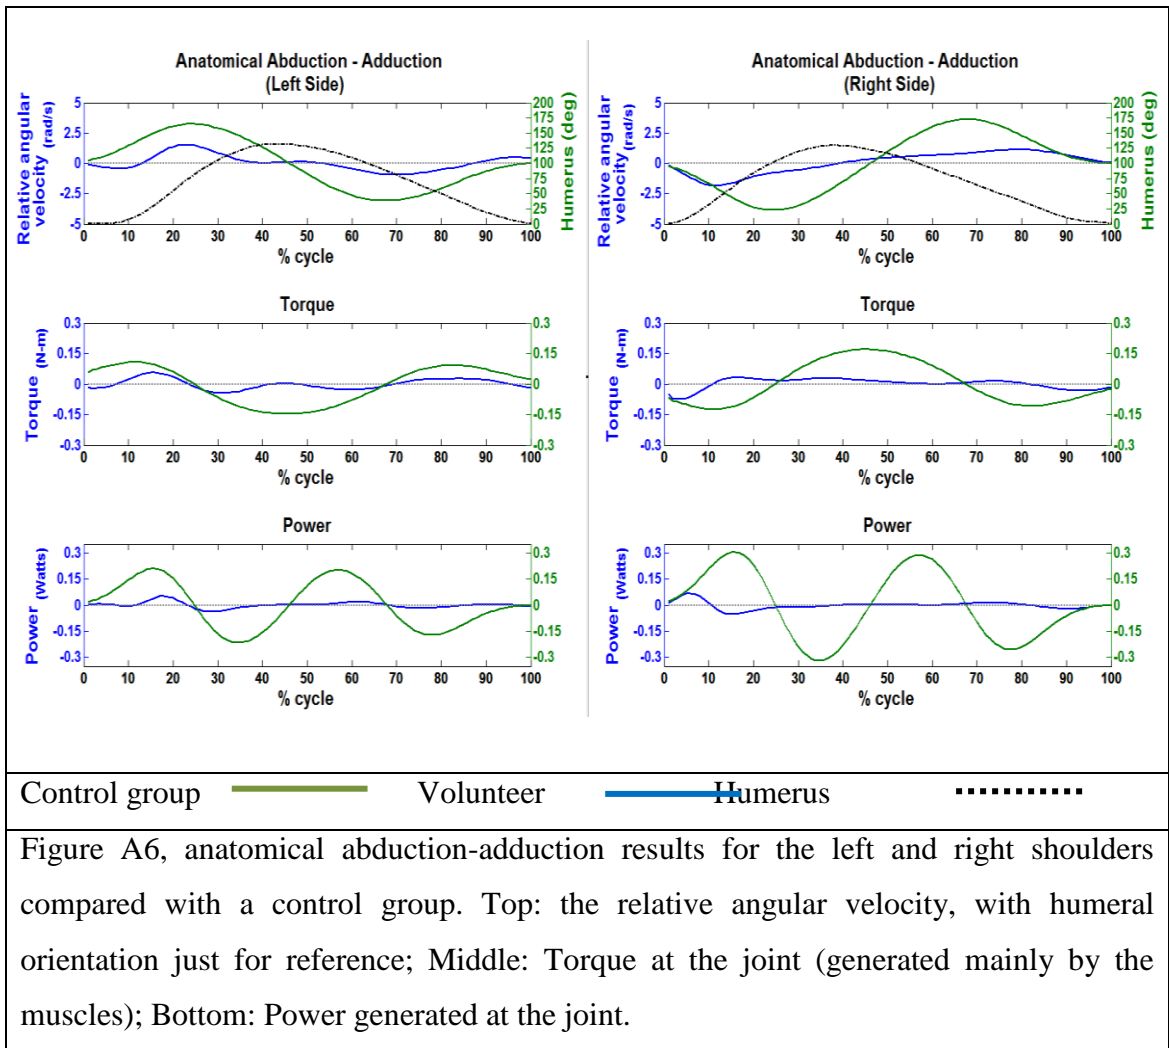 Anatomical Abduction - Adduction
(Left Side)
Relative angular
velocity (rad/s)
5
2.5
0
-2.5
-5
200
175
150
125
100
75
50
25
0
Humerus (deg)
0 10 20 30 40 50 60 70 80 90 100
% cycle
Anatomical Abduction - Adduction
(Right Side)
Relative angular
velocity (rad/s)
5
2.5
0
-2.5
-5
200
175
150
125
100
75
50
25
0
Humerus (deg)
0 10 20 30 40 50 60 70 80 90 100
% cycle
Torque
Torque (N-m)
0.3
0.15
0
-0.15
-0.3
0.3
0.15
0
-0.15
-0.3
0 10 20 30 40 50 60 70 80 90 100
% cycle
Torque
Torque (N-m)
0.3
0.15
0
-0.15
-0.3
0.3
0.15
0
-0.15
-0.3
0 10 20 30 40 50 60 70 80 90 100
% cycle
Power
Power (Watts)
0.3
0.15
0
-0.15
-0.3
0.3
0.15
0
-0.15
-0.3
0 10 20 30 40 50 60 70 80 90 100
% cycle
Power
Power (Watts)
0.3
0.15
0
-0.15
-0.3
0.3
0.15
0
-0.15
-0.3
0 10 20 30 40 50 60 70 80 90 100
% cycle
Control group Volunteer Humerus
Figure A6, anatomical abduction-adduction results for the left and right shoulders
compared with a control group. Top: the relative angular velocity, with humeral
orientation just for reference; Middle: Torque at the joint (generated mainly by the
muscles); Bottom: Power generated at the joint.